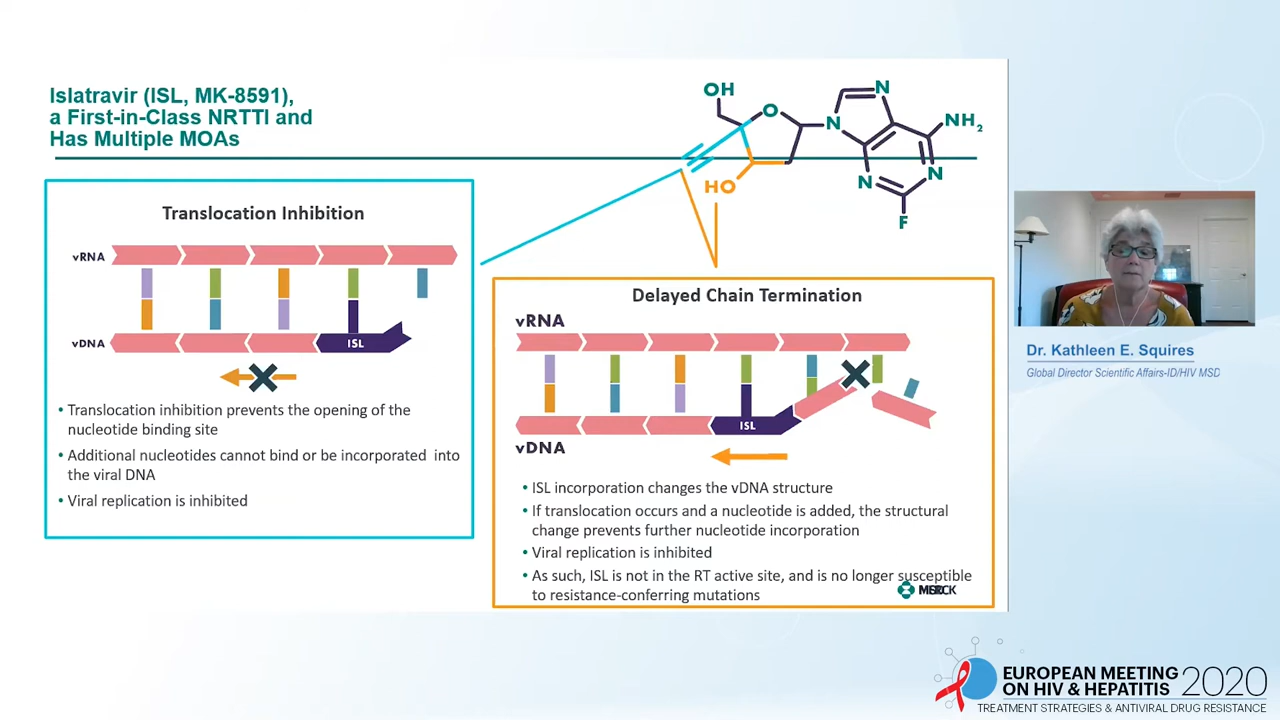 Islatravir (ISL, MK-8591),
a First-in-Class NRTTI and
Has Multiple MOAs
OH
O
N
N
NH2
HO
N
N
F
Translocation Inhibition
vRNA
vDNA
ISL
• Translocation inhibition prevents the opening of the
nucleotide binding site
• Additional nucleotides cannot bind or be incorporated into
the viral DNA
• Viral replication is inhibited
Delayed Chain Termination
vRNA
ISL
vDNA
• ISL incorporation changes the vDNA structure
• If translocation occurs and a nucleotide is added, the structural
change prevents further nucleotide incorporation
• Viral replication is inhibited
• As such, ISL is not in the RT active site, and is no longer susceptible
to resistance-conferring mutations
Dr. Kathleen E. Squires
Global Director Scientific Affairs-ID/HIV MSD
EUROPEAN MEETING
ON HIV & HEPATITIS 2020
TREATMENT STRATEGIES & ANTIVIRAL DRUG RESISTANCE